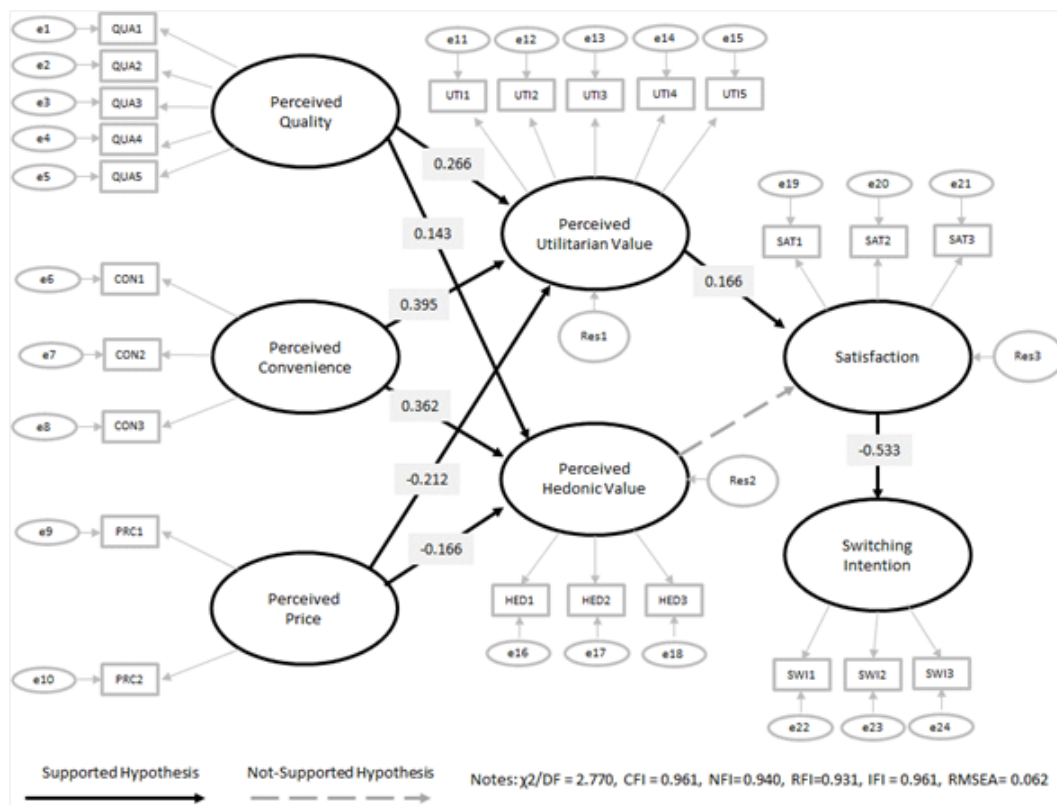 e1
QUA1
e2
QUA2
e3
QUA3
e4
QUA4
e5
QUA5
Perceived
Quality
e11
e12
e13
e14
e15
UTI1
UTI2
UTI3
UTI4
UTI5
0.266
0.143
Perceived
Utilitarian Value
Res1
e19
e20
e21
SAT1
SAT2
SAT3
0.166
e6
CON1
e7
CON2
e8
CON3
Perceived
Convenience
0.395
0.362
Satisfaction
Res3
-0.533
-0.212
-0.166
Perceived
Hedonic Value
Res2
e9
PRC1
e10
PRC2
Perceived
Price
HED1
HED2
HED3
e16
e17
e18
Switching
Intention
SWI1
SWI2
SWI3
e22
e23
e24
Supported Hypothesis
Not-Supported Hypothesis
Notes: χ2/DF = 2.770, CFI = 0.961, NFI=0.940, RFI=0.931, IFI = 0.961, RMSEA= 0.062